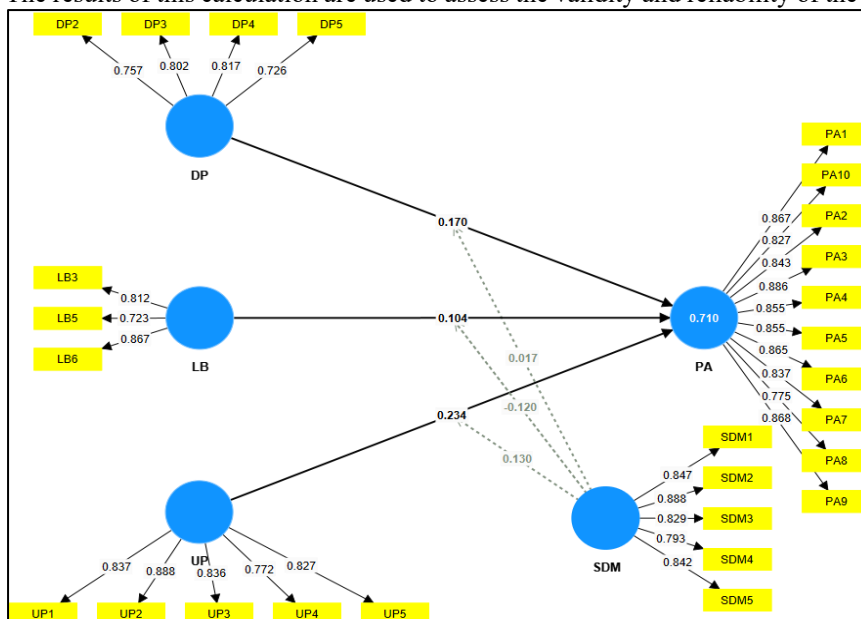 The results of this calculation are used to assess the validity and reliability of the
DP2 DP3 DP4 DP5
0.757 0.802 0.817 0.726
DP
0.170
LB3
LB5
LB6
0.812
0.723
0.867
LB
0.104
UP
0.234
0.837 0.888 0.836 0.772 0.827
UP1 UP2 UP3 UP4 UP5
0.017
-0.120
0.130
0.710
PA
0.867
0.827
0.843
0.886
0.855
0.855
0.865
0.837
0.775
0.868
PA1
PA10
PA2
PA3
PA4
PA5
PA6
PA7
PA8
PA9
SDM
0.847
0.888
0.829
0.793
0.842
SDM1
SDM2
SDM3
SDM4
SDM5